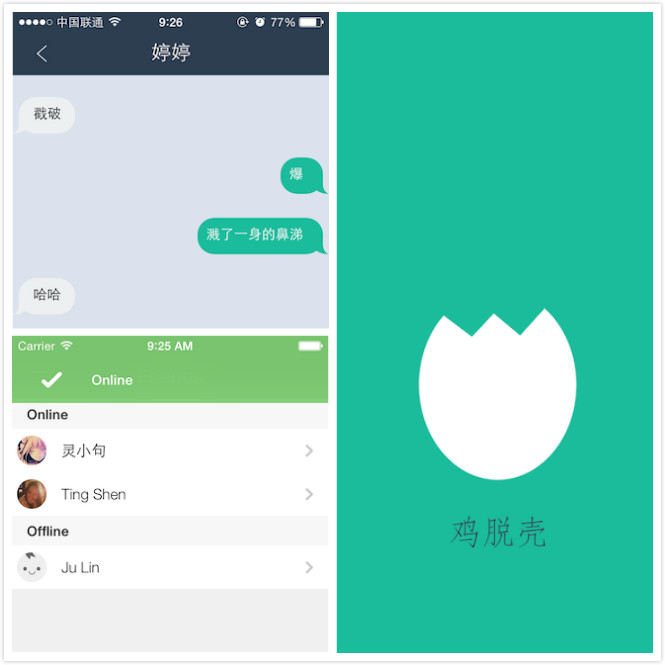 中国联通 9:26 77%
婷婷
戳破
爆
溅了一身的鼻涕
哈哈
Carrier 9:25 AM
Online
Online
灵小句
Ting Shen
Offline
Ju Lin
鸡脱壳